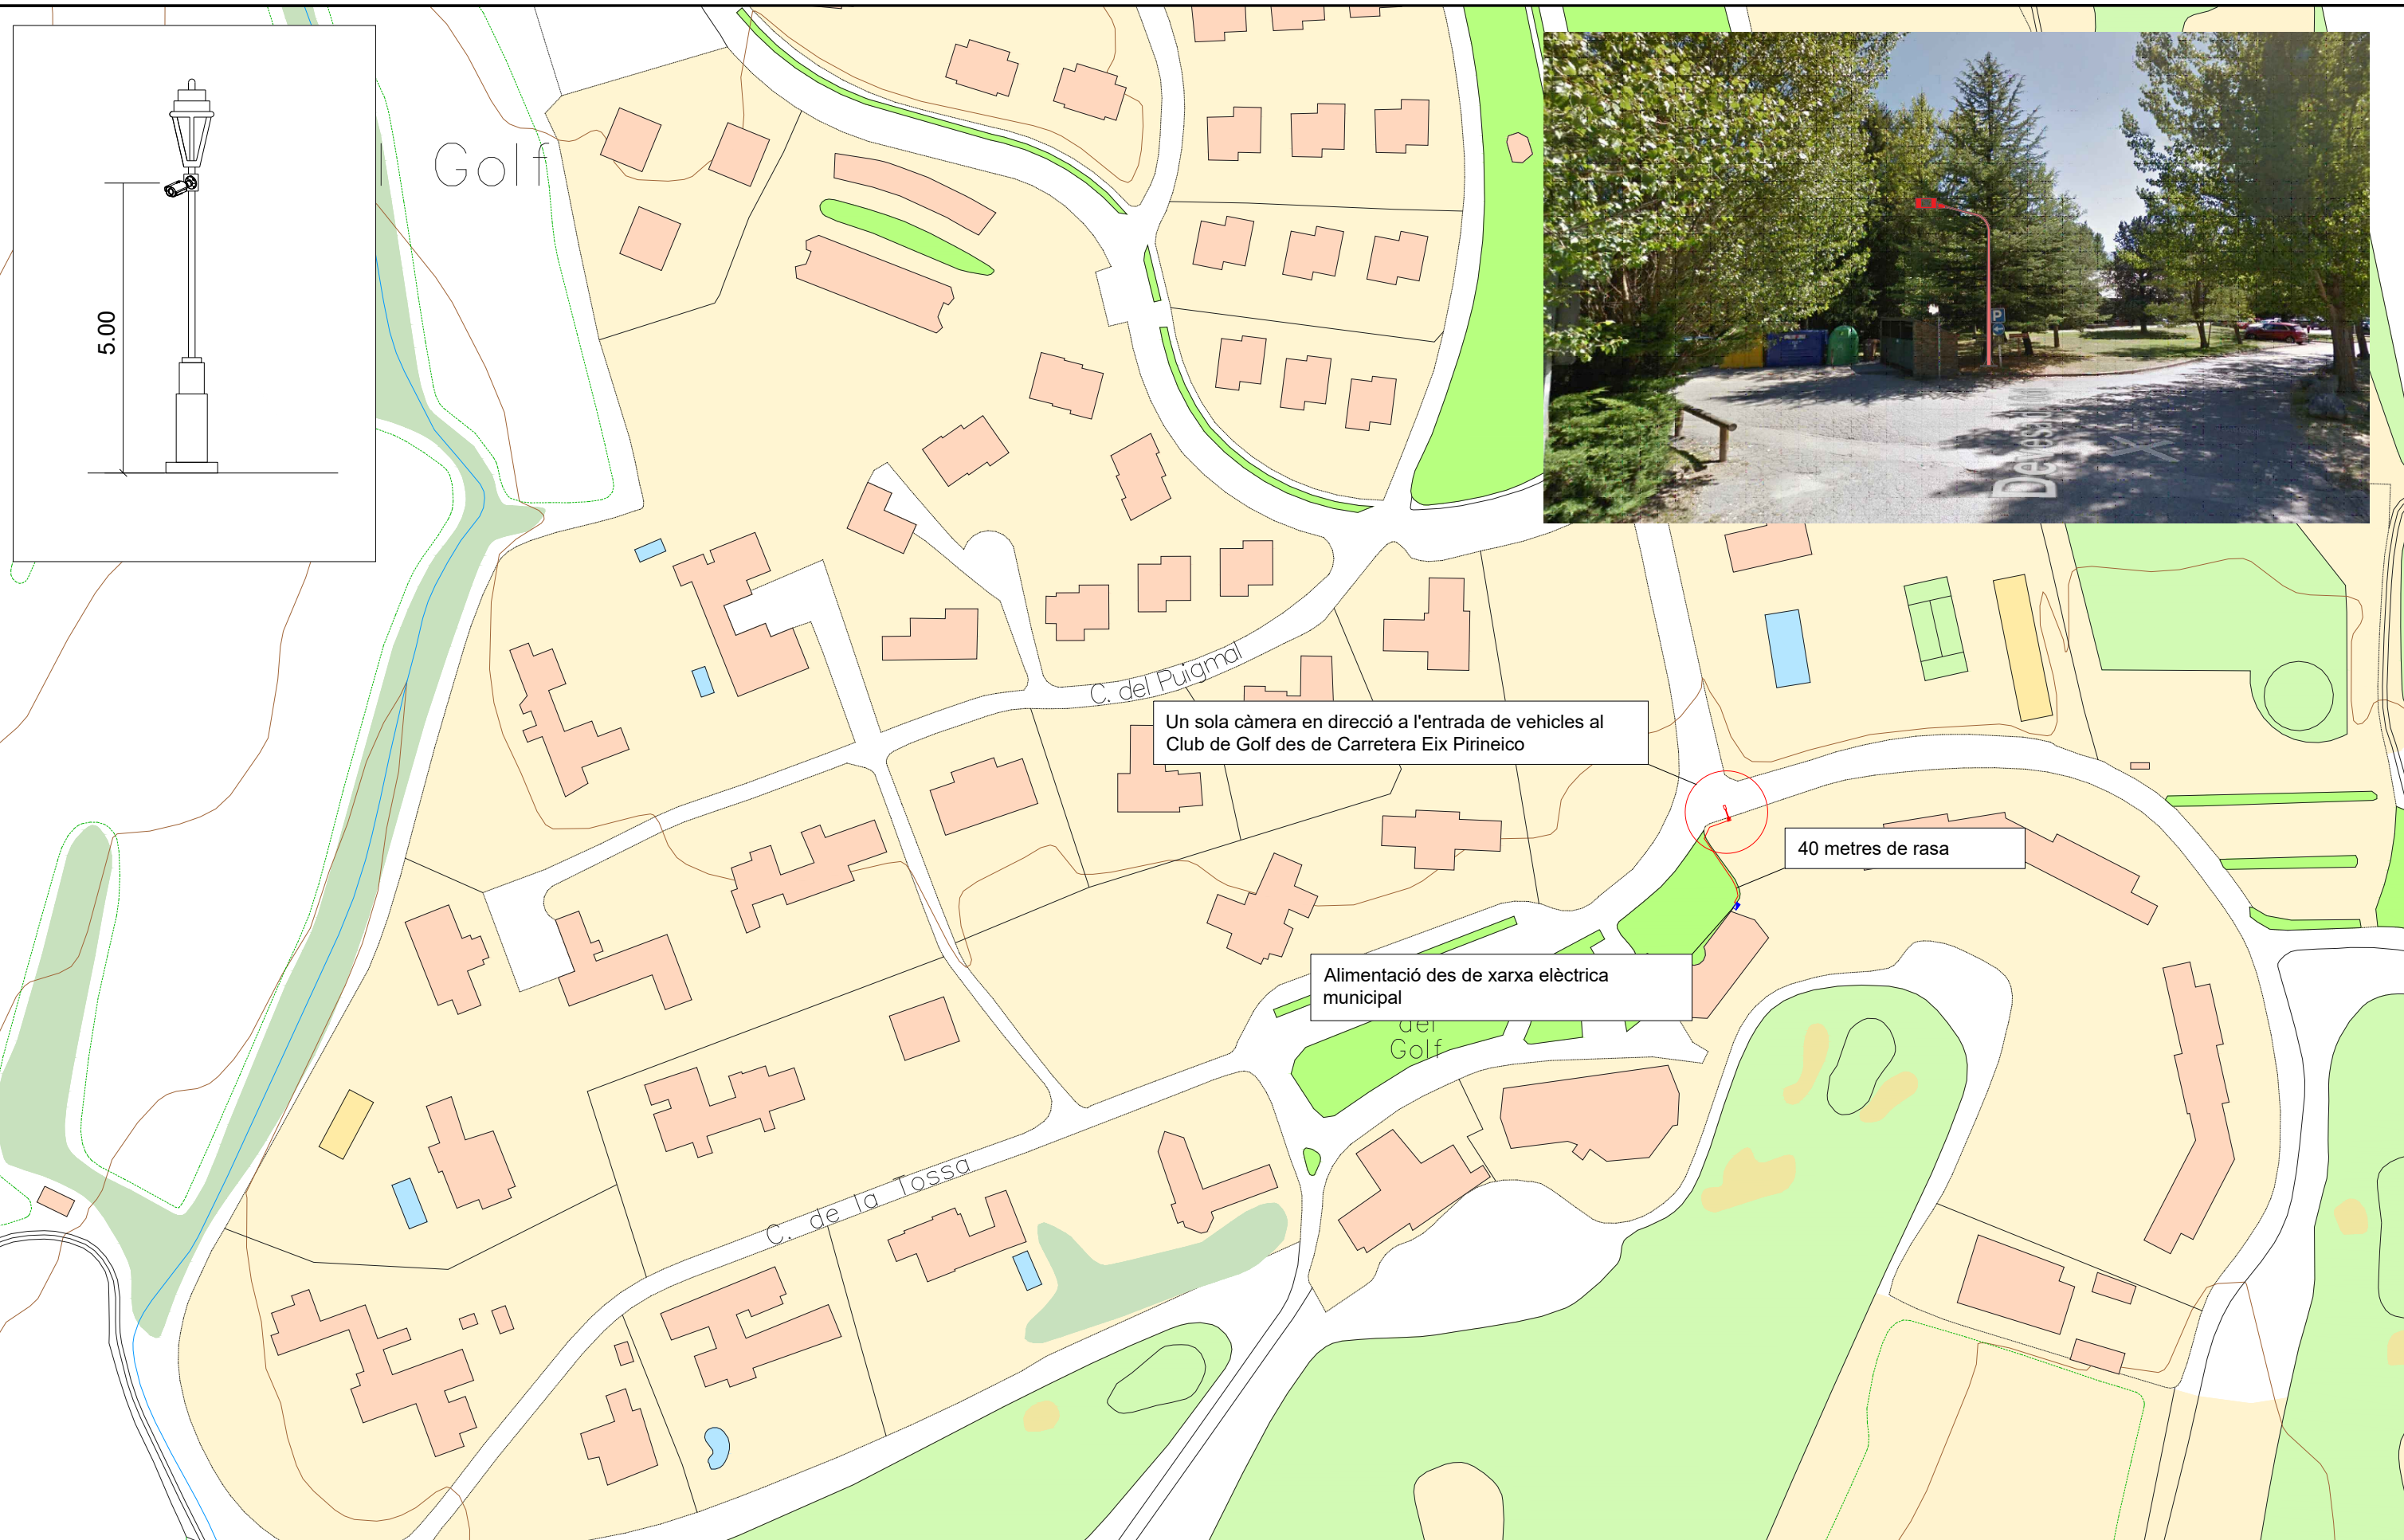 Golf
5.00
P
C. del Puigmal
Un sola càmera en direcció a l'entrada de vehicles al
Club de Golf des de Carretera Eix Pirineico
40 metres de rasa
Alimentació des de xarxa elèctrica
municipal
del
Golf
C. de la Tossa